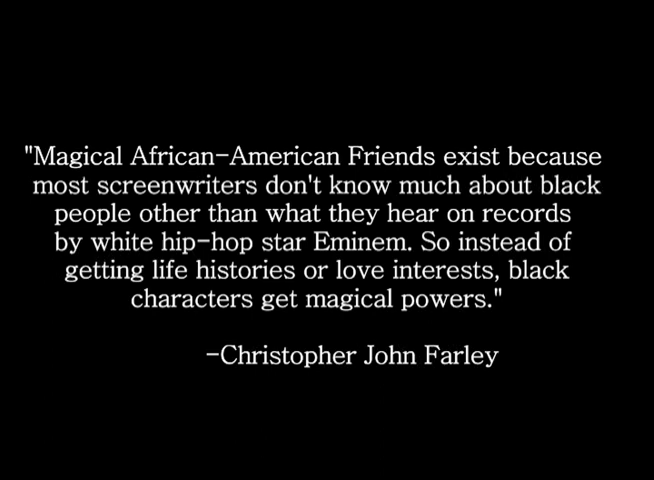 "Magical African-American Friends exist because
most screenwriters don't know much about black
people other than what they hear on records
by white hip-hop star Eminem. So instead of
getting life histories or love interests, black
characters get magical powers."
-Christopher John Farley